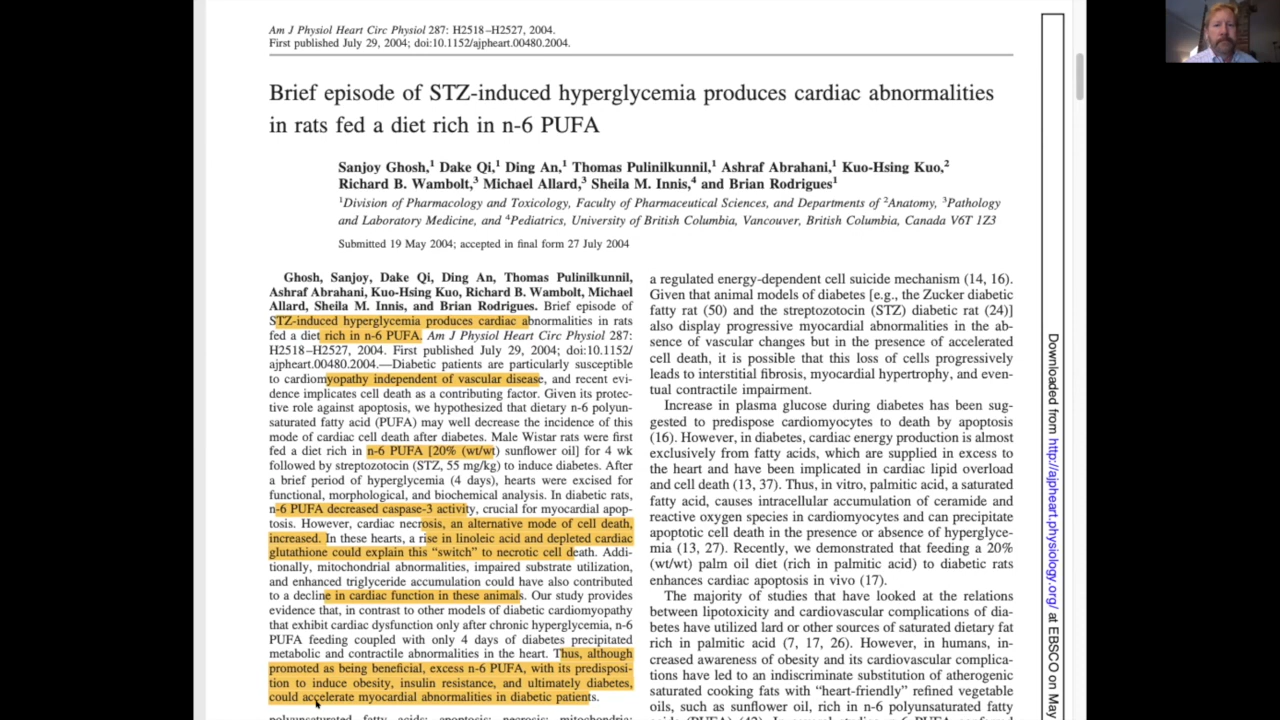 Am J Physiol Heart Circ Physiol 287: H2518–H2527, 2004.
First published July 29, 2004; doi:10.1152/ajpheart.00480.2004.
Brief episode of STZ-induced hyperglycemia produces cardiac abnormalities
in rats fed a diet rich in n-6 PUFA
Sanjoy Ghosh,1 Dake Qi,1 Ding An,1 Thomas Pulinilkunnil,1 Ashraf Abrahani,1 Kuo-Hsing Kuo,2
Richard B. Wambolt,3 Michael Allard,3 Sheila M. Innis,4 and Brian Rodrigues1
1Division of Pharmacology and Toxicology, Faculty of Pharmaceutical Sciences, and Departments of 2Anatomy, 3Pathology
and Laboratory Medicine, and 4Pediatrics, University of British Columbia, Vancouver, British Columbia, Canada V6T 1Z3
Submitted 19 May 2004; accepted in final form 27 July 2004
Ghosh, Sanjoy, Dake Qi, Ding An, Thomas Pulinilkunnil,
Ashraf Abrahani, Kuo-Hsing Kuo, Richard B. Wambolt, Michael
Allard, Sheila M. Innis, and Brian Rodrigues. Brief episode of
STZ-induced hyperglycemia produces cardiac abnormalities in rats
fed a diet rich in n-6 PUFA. Am J Physiol Heart Circ Physiol 287:
H2518–H2527, 2004. First published July 29, 2004; doi:10.1152/
ajpheart.00480.2004.—Diabetic patients are particularly susceptible
to cardiomyopathy independent of vascular disease, and recent evi-
dence implicates cell death as a contributing factor. Given its protec-
tive role against apoptosis, we hypothesized that dietary n-6 polyun-
saturated fatty acid (PUFA) may well decrease the incidence of this
mode of cardiac cell death after diabetes. Male Wistar rats were first
fed a diet rich in n-6 PUFA [20% (wt/wt) sunflower oil] for 4 wk
followed by streptozotocin (STZ, 55 mg/kg) to induce diabetes. After
a brief period of hyperglycemia (4 days), hearts were excised for
functional, morphological, and biochemical analysis. In diabetic rats,
n-6 PUFA decreased caspase-3 activity, crucial for myocardial apop-
tosis. However, cardiac necrosis, an alternative mode of cell death,
increased. In these hearts, a rise in linoleic acid and depleted cardiac
glutathione could explain this “switch” to necrotic cell death. Addi-
tionally, mitochondrial abnormalities, impaired substrate utilization,
and enhanced triglyceride accumulation could have also contributed
to a decline in cardiac function in these animals. Our study provides
evidence that, in contrast to other models of diabetic cardiomyopathy
that exhibit cardiac dysfunction only after chronic hyperglycemia, n-6
PUFA feeding coupled with only 4 days of diabetes precipitated
metabolic and contractile abnormalities in the heart. Thus, although
promoted as being beneficial, excess n-6 PUFA, with its predisposi-
tion to induce obesity, insulin resistance, and ultimately diabetes,
could accelerate myocardial abnormalities in diabetic patients.
polyunsaturated fatty acids; apoptosis; necrosis; mitochondria;
a regulated energy-dependent cell suicide mechanism (14, 16).
Given that animal models of diabetes [e.g., the Zucker diabetic
fatty rat (50) and the streptozotocin (STZ) diabetic rat (24)]
also display progressive myocardial abnormalities in the ab-
sence of vascular changes but in the presence of accelerated
cell death, it is possible that this loss of cells progressively
leads to interstitial fibrosis, myocardial hypertrophy, and even-
tual contractile impairment.
Increase in plasma glucose during diabetes has been sug-
gested to predispose cardiomyocytes to death by apoptosis
(16). However, in diabetes, cardiac energy production is almost
exclusively from fatty acids, which are supplied in excess to
the heart and have been implicated in cardiac lipid overload
and cell death (13, 37). Thus, in vitro, palmitic acid, a saturated
fatty acid, causes intracellular accumulation of ceramide and
reactive oxygen species in cardiomyocytes and can precipitate
apoptotic cell death in the presence or absence of hyperglyce-
mia (13, 27). Recently, we demonstrated that feeding a 20%
(wt/wt) palm oil diet (rich in palmitic acid) to diabetic rats
enhances cardiac apoptosis in vivo (17).
The majority of studies that have looked at the relations
between lipotoxicity and cardiovascular complications of dia-
betes have utilized lard or other sources of saturated dietary fat
rich in palmitic acid (7, 17, 26). However, in humans, in-
creased awareness of obesity and its cardiovascular complica-
tions have led to an indiscriminate substitution of atherogenic
saturated cooking fats with “heart-friendly” refined vegetable
oils, such as sunflower oil, rich in n-6 polyunsaturated fatty
Downloaded from http://ajpheart.physiology.org/ at EBSCO on May